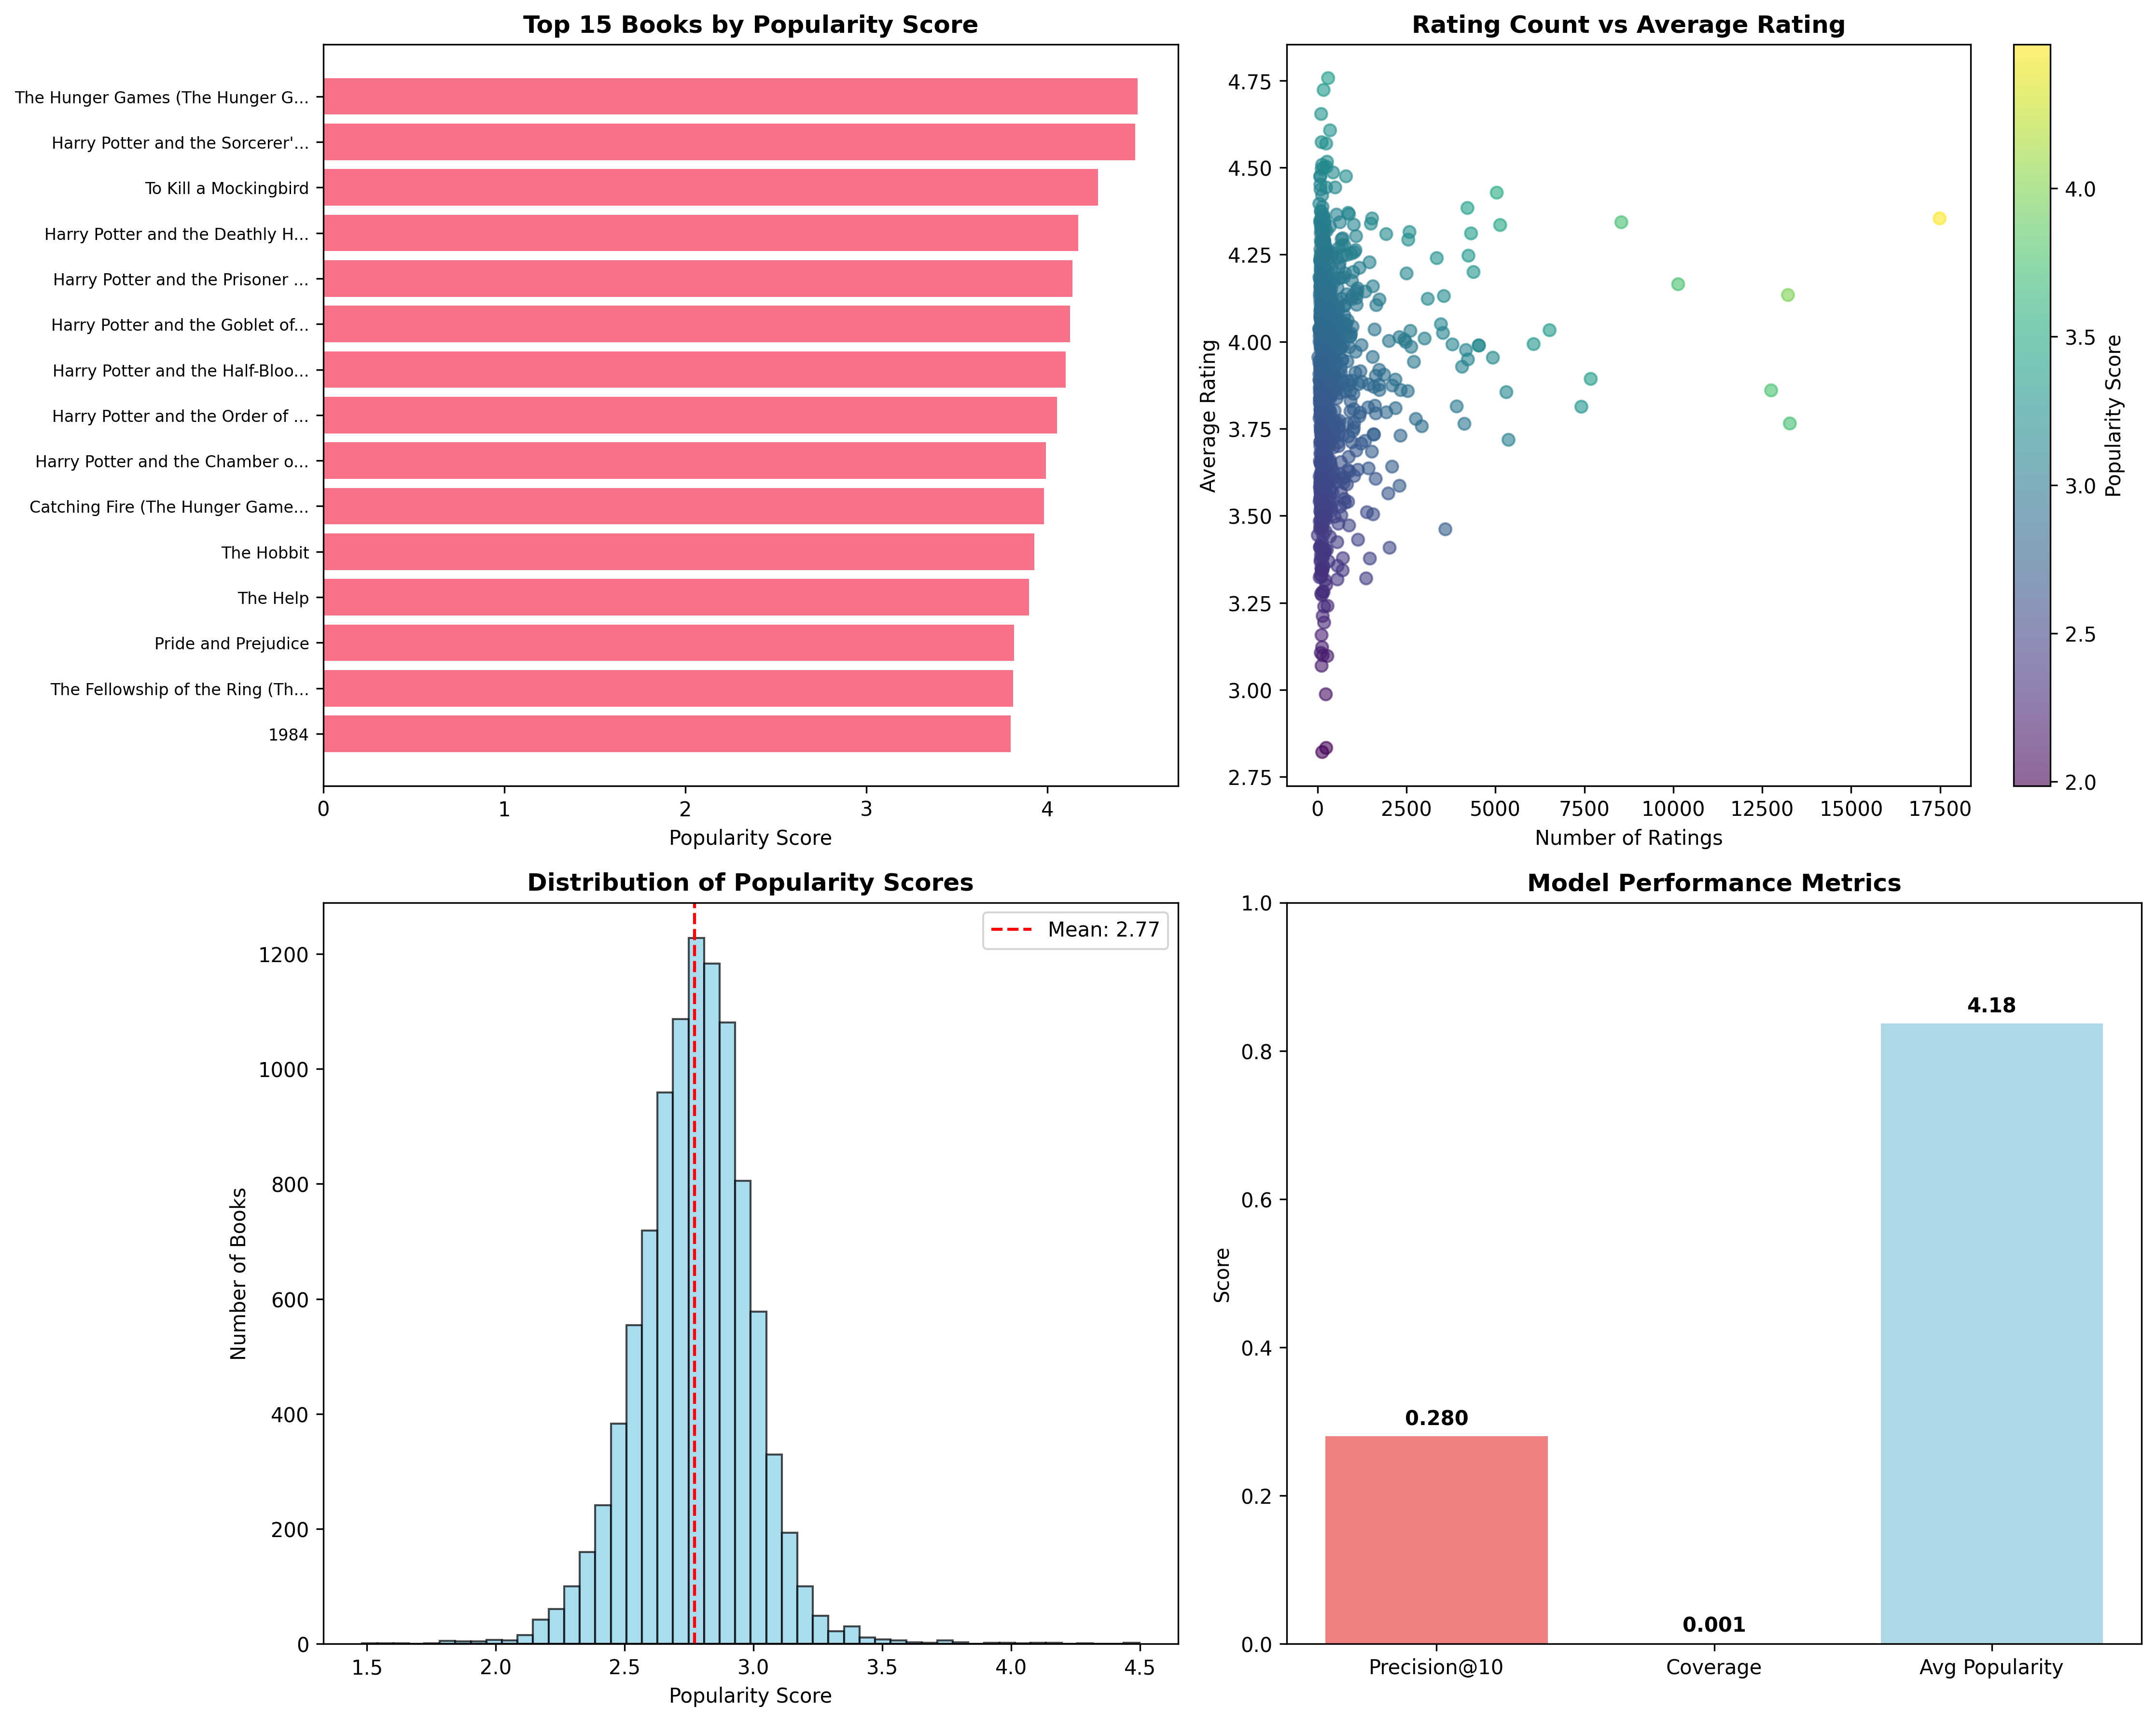 Top 15 Books by Popularity Score
The Hunger Games (The Hunger G...
Harry Potter and the Sorcerer'...
To Kill a Mockingbird
Harry Potter and the Deathly H...
Harry Potter and the Prisoner ...
Harry Potter and the Goblet of...
Harry Potter and the Half-Bloo...
Harry Potter and the Order of ...
Harry Potter and the Chamber o...
Catching Fire (The Hunger Game...
The Hobbit
The Help
Pride and Prejudice
The Fellowship of the Ring (Th...
1984
0 1 2 3 4
Popularity Score
Rating Count vs Average Rating
Average Rating
4.75
4.50
4.25
4.00
3.75
3.50
3.25
3.00
2.75
0 2500 5000 7500 10000 12500 15000 17500
Number of Ratings
4.0
3.5
3.0
2.5
2.0
Popularity Score
Distribution of Popularity Scores
Mean: 2.77
Number of Books
1200
1000
800
600
400
200
0
1.5 2.0 2.5 3.0 3.5 4.0 4.5
Popularity Score
Model Performance Metrics
Score
1.0
0.8
0.6
0.4
0.2
0.0
0.280
0.001
4.18
Precision@10 Coverage Avg Popularity